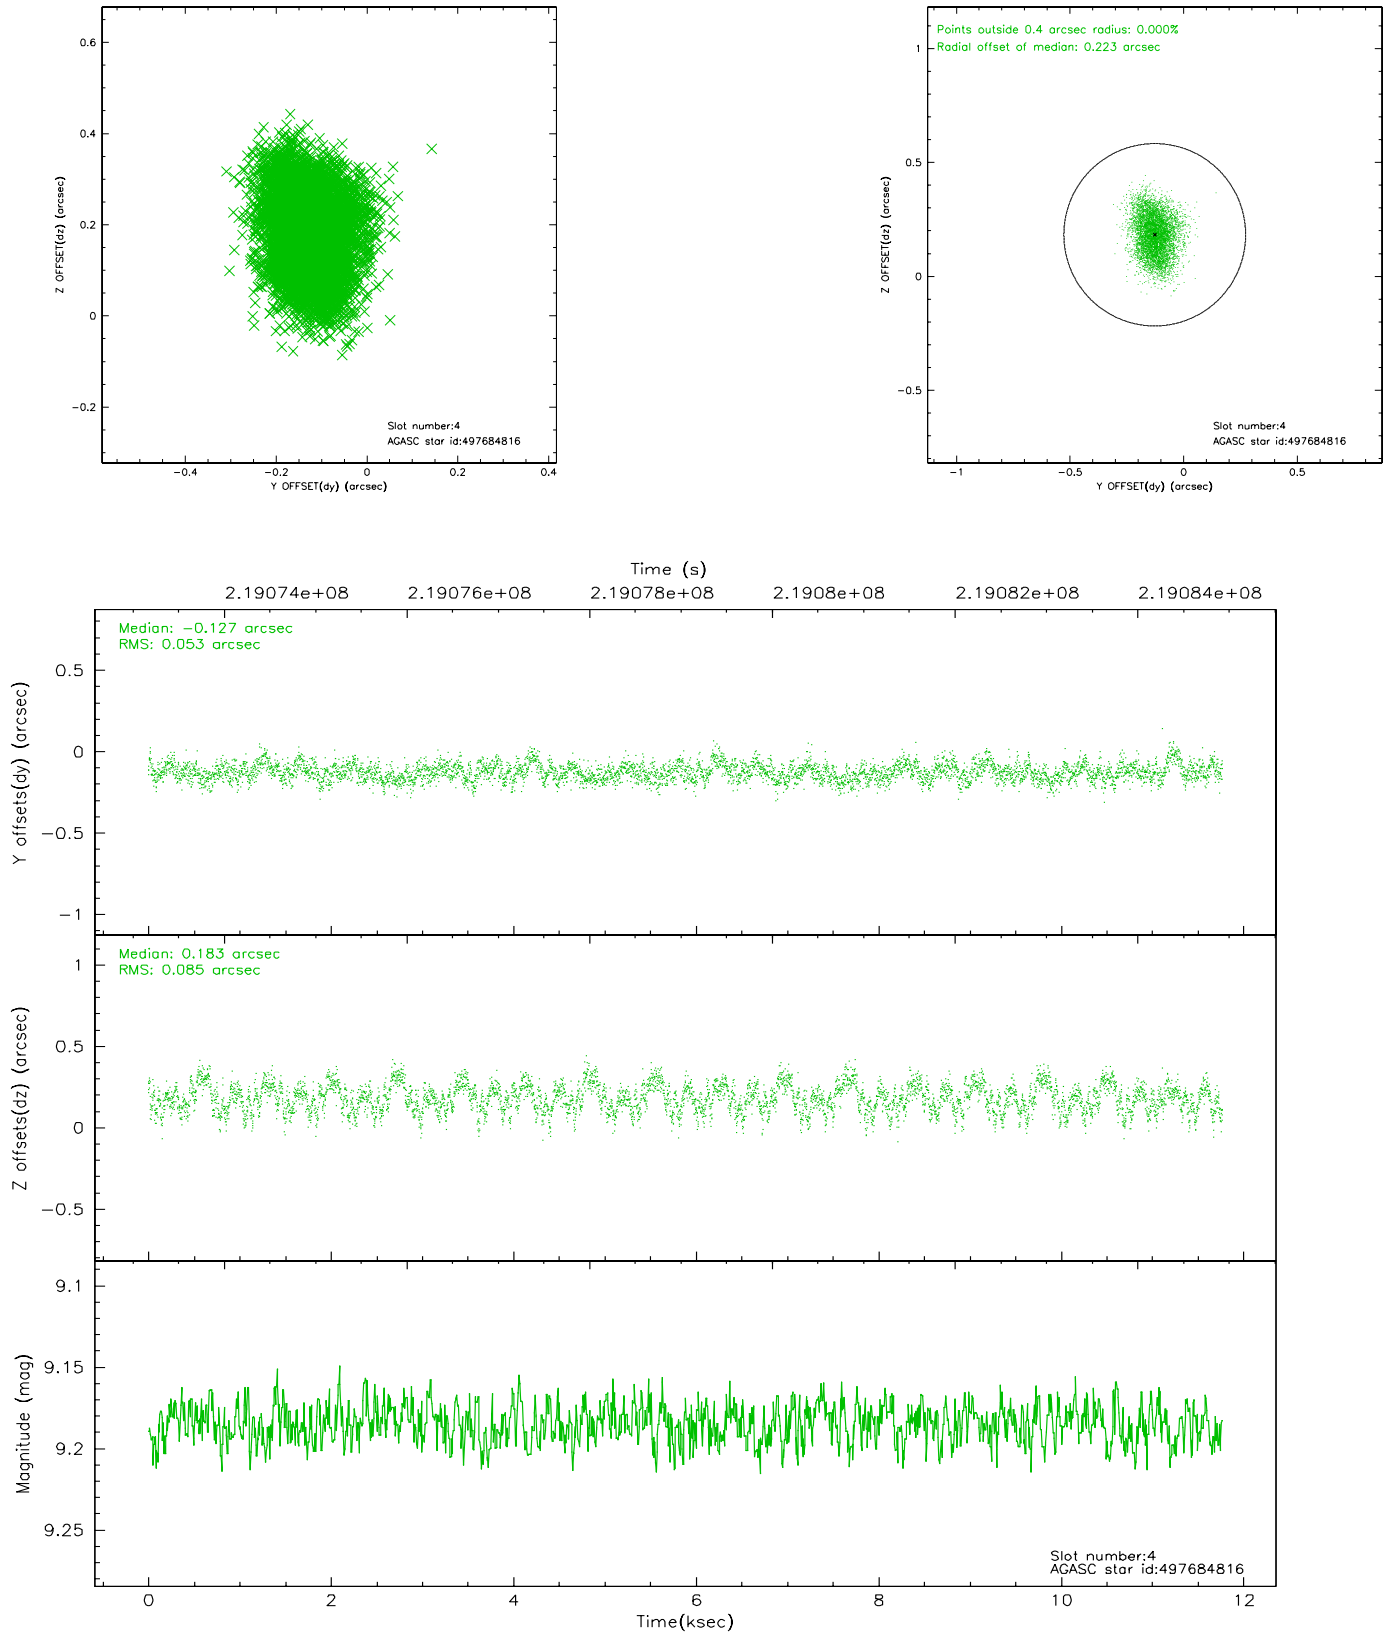 0.6
0.4
0.2
0
−0.2
Z OFFSET(dz) (arcsec)
Slot number:4
AGASC star id:497684816
−0.4 −0.2 0 0.2 0.4
Y OFFSET(dy) (arcsec)
Points outside 0.4 arcsec radius: 0.000%
Radial offset of median: 0.223 arcsec
1
0.5
0
−0.5
Z OFFSET(dz) (arcsec)
Slot number:4
AGASC star id:497684816
−1 −0.5 0 0.5
Y OFFSET(dy) (arcsec)
Time (s)
2.19074e+08 2.19076e+08 2.19078e+08 2.1908e+08 2.19082e+08 2.19084e+08
Median: −0.127 arcsec
RMS: 0.053 arcsec
0.5
0
−0.5
−1
Y offsets(dy) (arcsec)
Median: 0.183 arcsec
RMS: 0.085 arcsec
1
0.5
0
−0.5
Z offsets(dz) (arcsec)
9.1
9.15
9.2
9.25
Magnitude (mag)
Slot number:4
AGASC star id:497684816
0 2 4 6 8 10 12
Time(ksec)